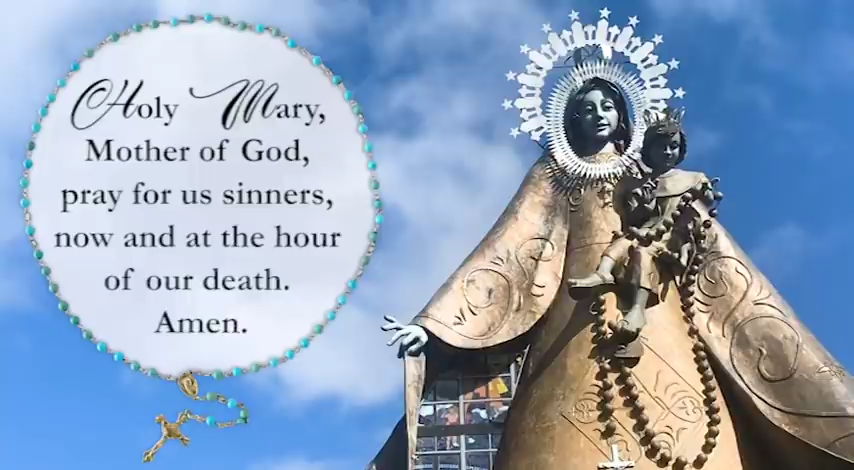 Holy Mary,
Mother of God,
pray for us sinners,
now and at the hour
of our death.
Amen.